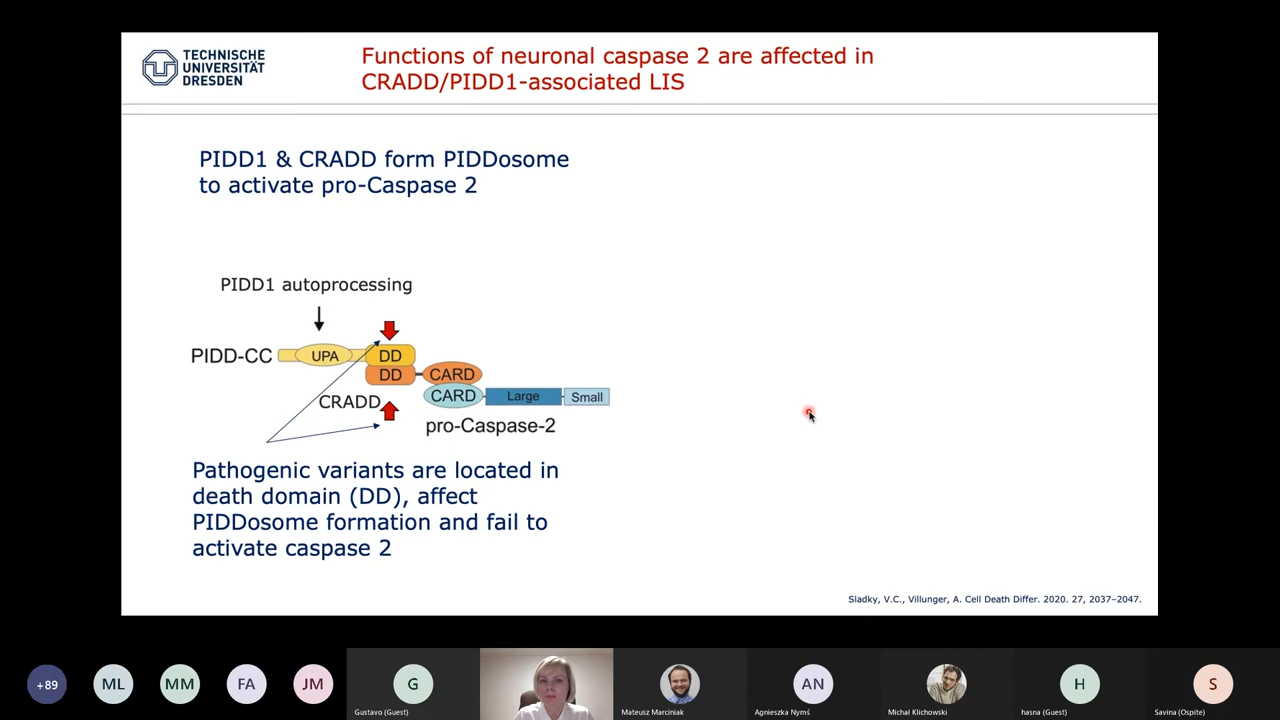 TECHNISCHE
UNIVERSITÄT
DRESDEN
Functions of neuronal caspase 2 are affected in
CRADD/PIDD1-associated LIS
PIDD1 & CRADD form PIDDosome
to activate pro-Caspase 2
PIDD1 autoprocessing
PIDD-CC
UPA
DD
DD
CARD
CRADD
CARD
Large
Small
pro-Caspase-2
Pathogenic variants are located in
death domain (DD), affect
PIDDosome formation and fail to
activate caspase 2
Sladky, V.C., Villunger, A. Cell Death Differ. 2020. 27, 2037–2047.
+89
ML
MM
FA
JM
G
AN
H
S
Gustavo (Guest)
Mateusz Marciniak
Agnieszka Nymś
Michał Klichowski
hasna (Guest)
Savina (Ospite)